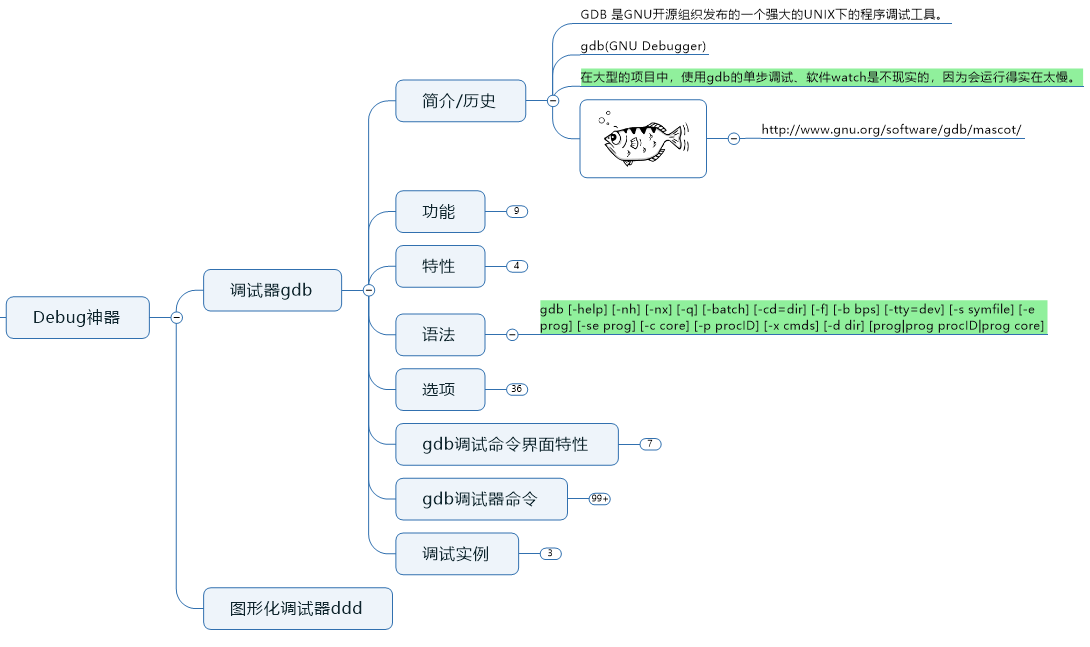 GDB 是GNU开源组织发布的一个强大的UNIX下的程序调试工具。
gdb(GNU Debugger)
在大型的项目中，使用gdb的单步调试、软件watch是不现实的，因为会运行得实在太慢。
简介/历史
http://www.gnu.org/software/gdb/mascot/
功能
9
特性
4
调试器gdb
Debug神器
gdb [-help] [-nh] [-nx] [-q] [-batch] [-cd=dir] [-f] [-b bps] [-tty=dev] [-s symfile] [-e
prog] [-se prog] [-c core] [-p procID] [-x cmds] [-d dir] [prog|prog procID|prog core]
语法
选项
36
gdb调试命令界面特性
7
gdb调试器命令
99+
调试实例
3
图形化调试器ddd